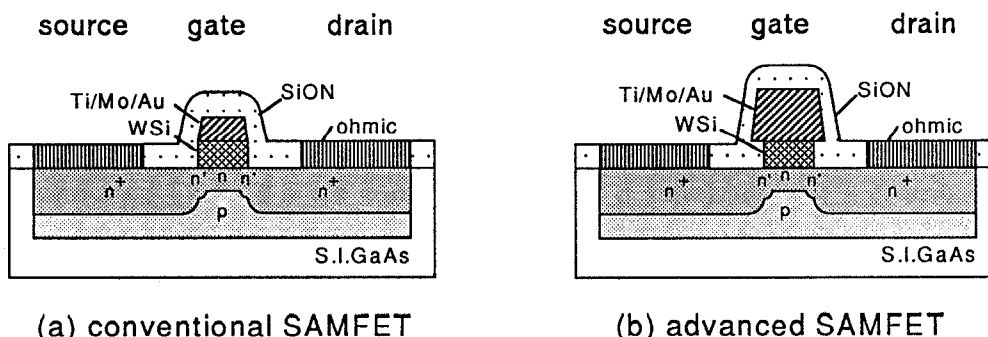 source gate drain
Ti/Mo/Au
SiON
WSi
ohmic
n+ n' n n' n+
p
S.I.GaAs
(a) conventional SAMFET
source gate drain
Ti/Mo/Au
SiON
WSi
ohmic
n+ n' n n' n+
p
S.I.GaAs
(b) advanced SAMFET